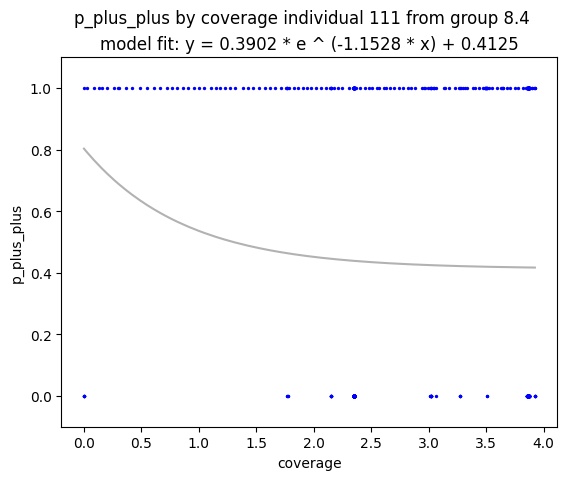 p_plus_plus by coverage individual 111 from group 8.4
model fit: y = 0.3902 * e ^ (-1.1528 * x) + 0.4125
1.0
0.8
0.6
0.4
0.2
0.0
p_plus_plus
0.0 0.5 1.0 1.5 2.0 2.5 3.0 3.5 4.0
coverage